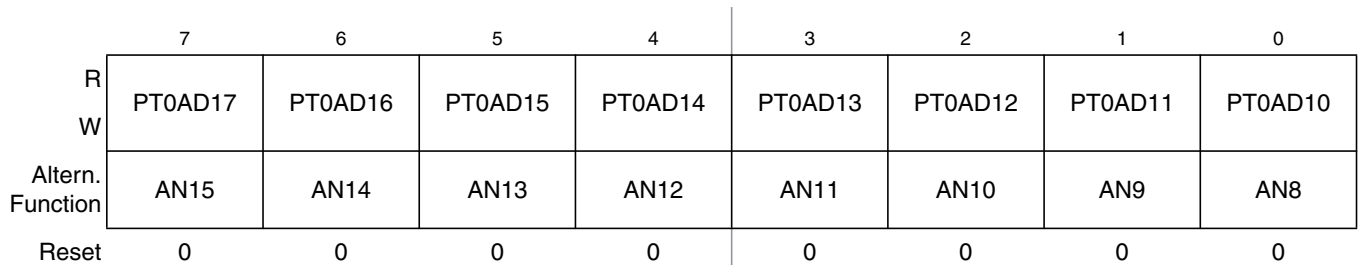 7 6 5 4 3 2 1 0
R
W
PT0AD17 PT0AD16 PT0AD15 PT0AD14 PT0AD13 PT0AD12 PT0AD11 PT0AD10
Altern.
Function
AN15 AN14 AN13 AN12 AN11 AN10 AN9 AN8
Reset 0 0 0 0 0 0 0 0